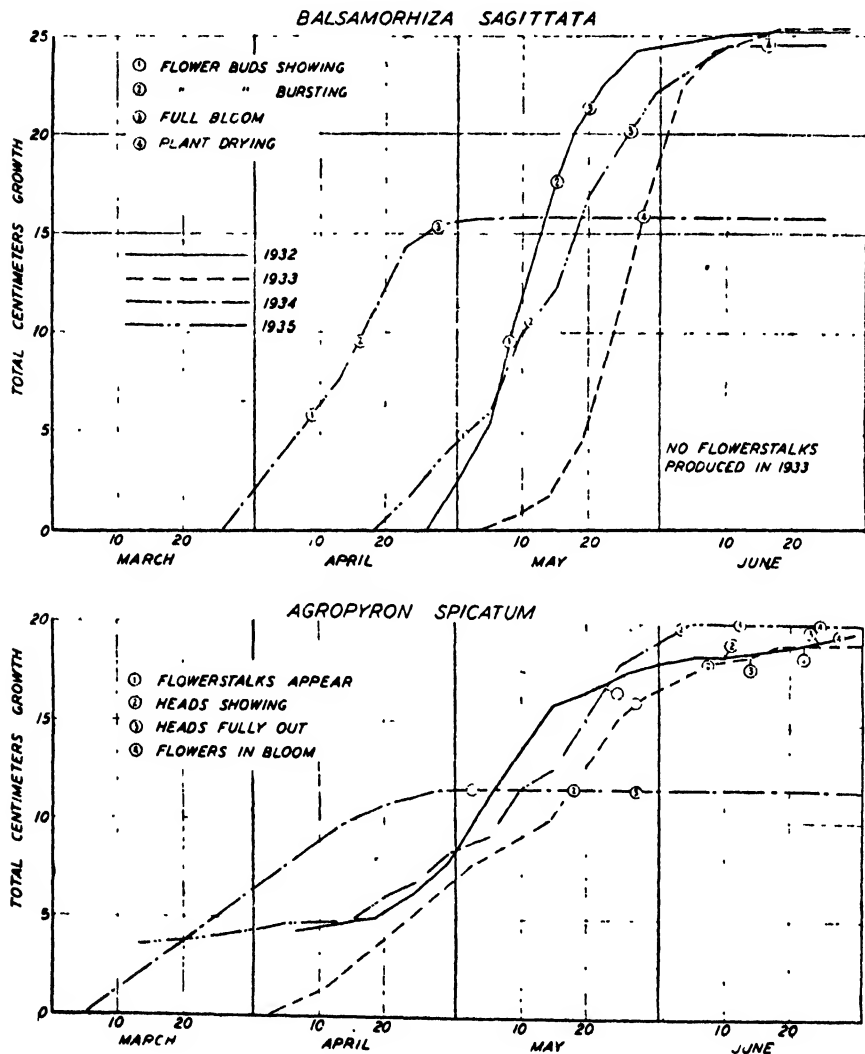 BALSAMORHIZA SAGITTATA
25
20
15
10
5
0
TOTAL CENTIMETERS GROWTH
① FLOWER BUDS SHOWING
② " " BURSTING
③ FULL BLOOM
④ PLANT DRYING
1932
1933
1934
1935
NO FLOWERSTALKS
PRODUCED IN 1933
10 20 10 20 10 20 10 20
MARCH APRIL MAY JUNE
AGROPYRON SPICATUM
20
15
10
5
0
TOTAL CENTIMETERS GROWTH
① FLOWERSTALKS APPEAR
② HEADS SHOWING
③ HEADS FULLY OUT
④ FLOWERS IN BLOOM
10 20 10 20 10 20 10 20
MARCH APRIL MAY JUNE